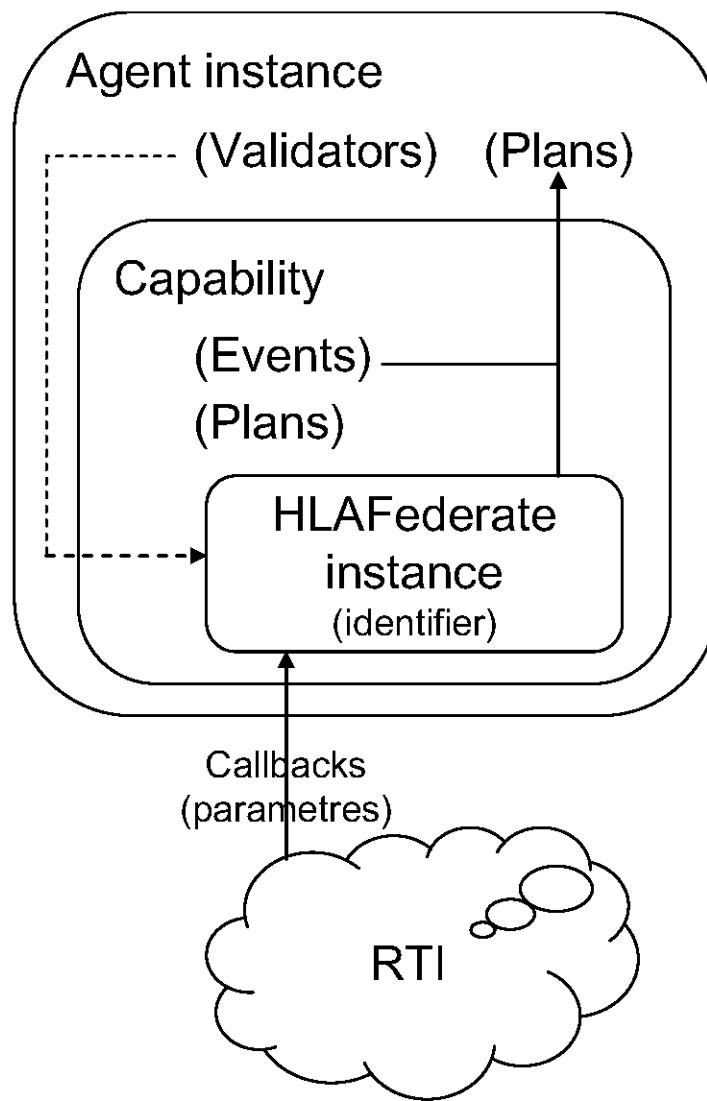 Agent instance
(Validators) (Plans)
Capability
(Events)
(Plans)
HLAFederate
instance
(identifier)
Callbacks
(parametres)
RTI